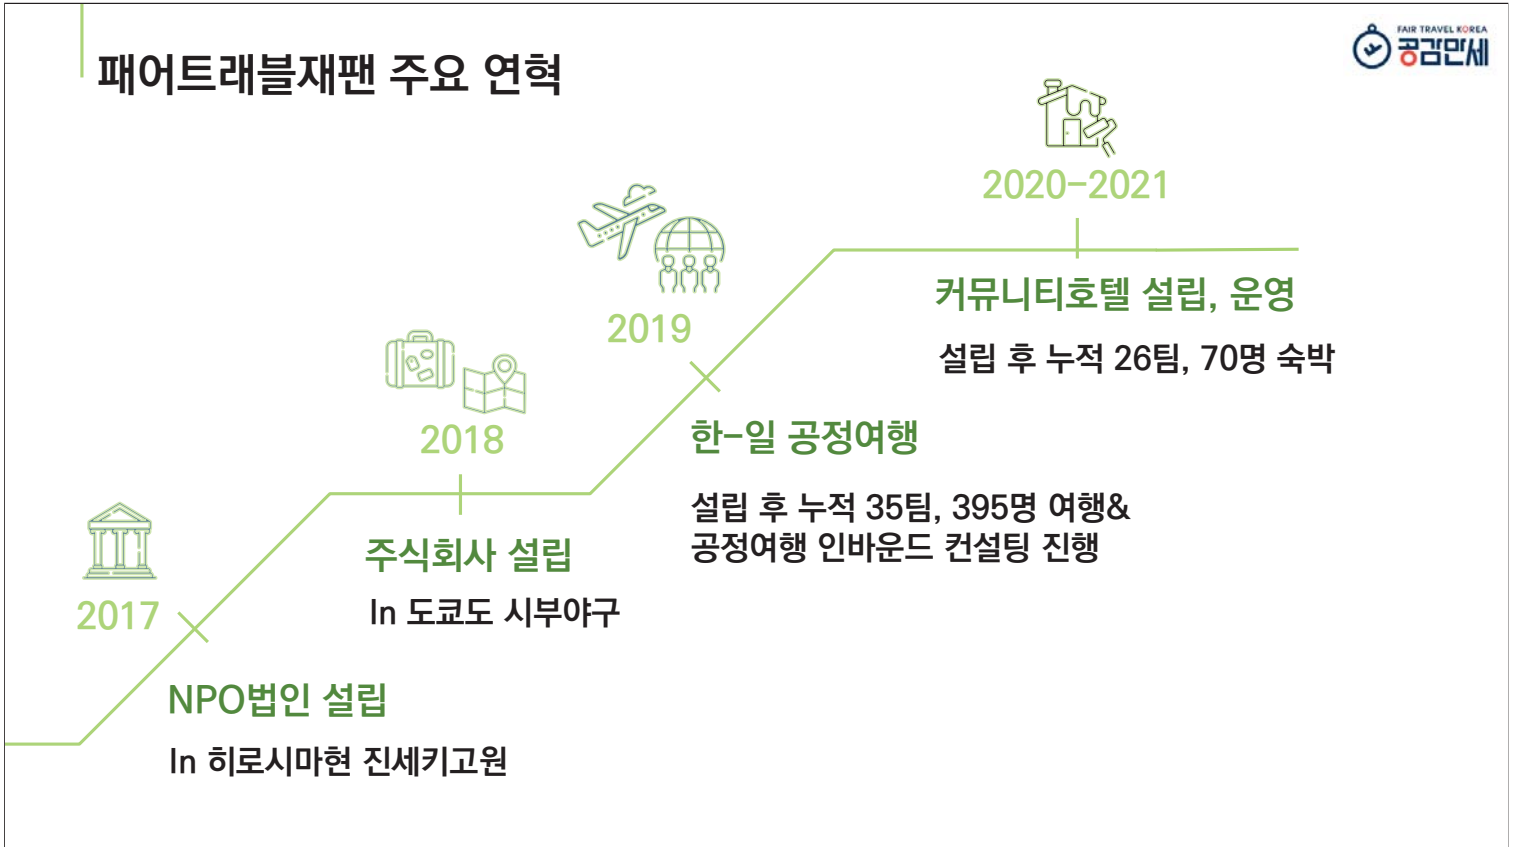 패어트래블재팬 주요 연혁
FAIR TRAVEL KOREA
공감만세
2017
NPO법인 설립
In 히로시마현 진세키고원
2018
주식회사 설립
In 도쿄도 시부야구
2019
한-일 공정여행
설립 후 누적 35팀, 395명 여행&
공정여행 인바운드 컨설팅 진행
2020-2021
커뮤니티호텔 설립, 운영
설립 후 누적 26팀, 70명 숙박